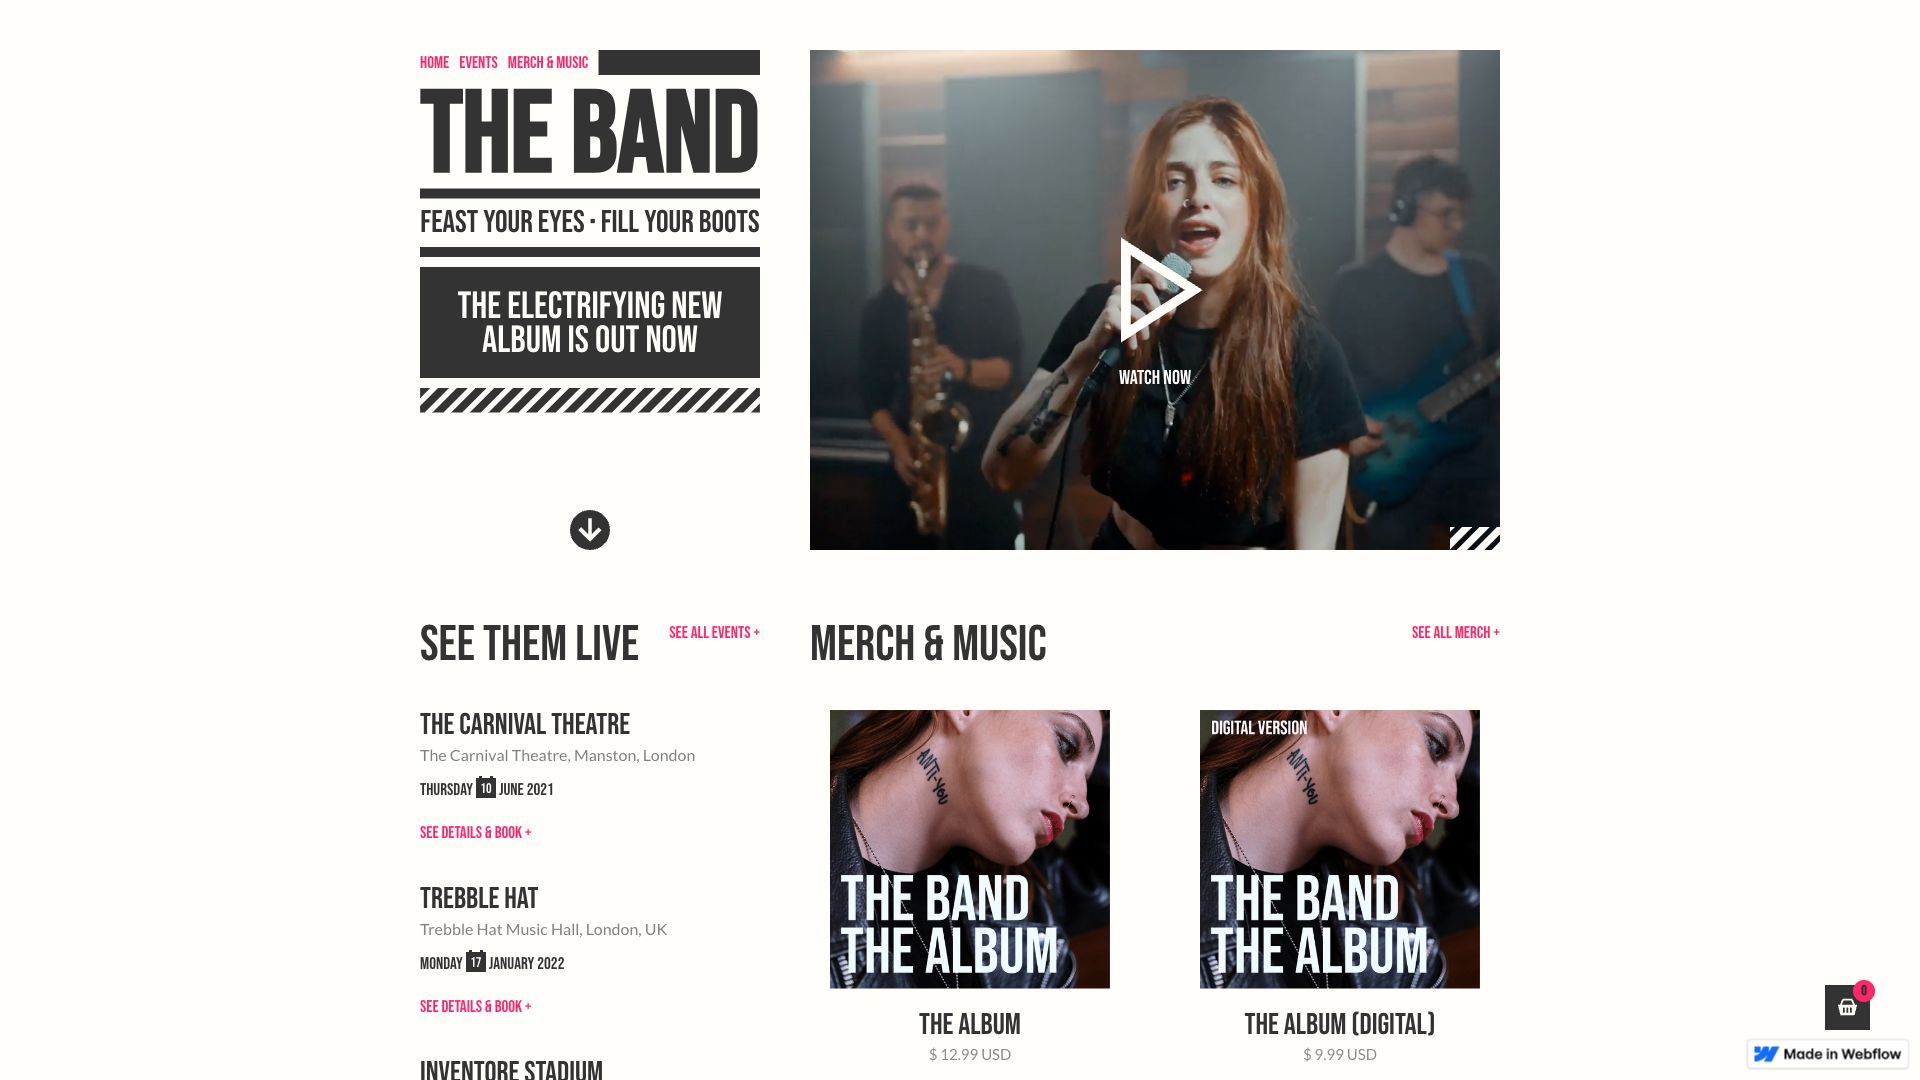 HOME EVENTS MERCH & MUSIC
THE BAND
FEAST YOUR EYES · FILL YOUR BOOTS
THE ELECTRIFYING NEW
ALBUM IS OUT NOW
WATCH NOW
SEE THEM LIVE
SEE ALL EVENTS +
THE CARNIVAL THEATRE
The Carnival Theatre, Manston, London
THURSDAY 10 JUNE 2021
SEE DETAILS & BOOK +
TREBBLE HAT
Trebble Hat Music Hall, London, UK
MONDAY 17 JANUARY 2022
SEE DETAILS & BOOK +
INVENTORE STADIUM
MERCH & MUSIC
SEE ALL MERCH +
ANTI-YOU
THE BAND
THE ALBUM
THE ALBUM
$ 12.99 USD
DIGITAL VERSION
ANTI-YOU
THE BAND
THE ALBUM
THE ALBUM (DIGITAL)
$ 9.99 USD
0
Made in Webflow